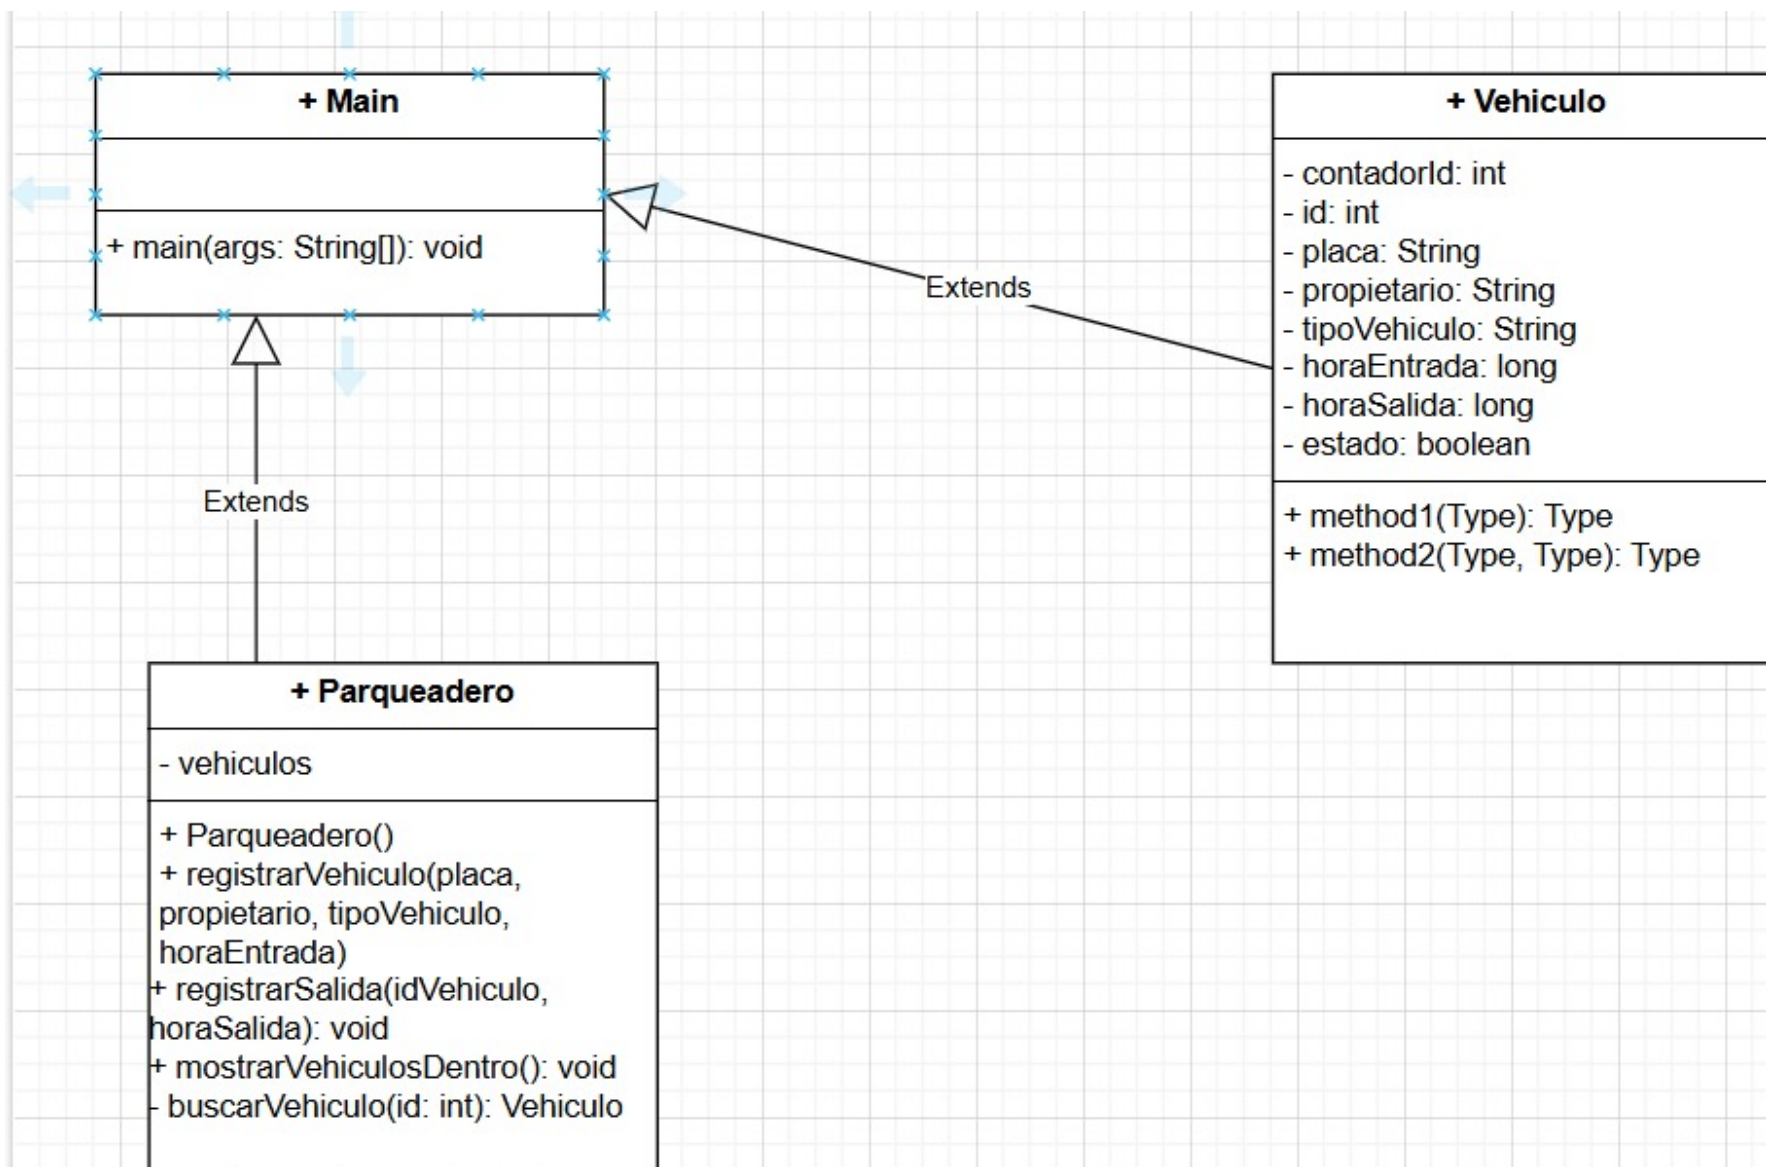 + Main
+ main(args: String[]): void
Extends
+ Vehiculo
- contadorId: int
- id: int
- placa: String
- propietario: String
- tipoVehiculo: String
- horaEntrada: long
- horaSalida: long
- estado: boolean
+ method1(Type): Type
+ method2(Type, Type): Type
Extends
+ Parqueadero
- vehiculos
+ Parqueadero()
+ registrarVehiculo(placa,
propietario, tipoVehiculo,
horaEntrada)
+ registrarSalida(idVehiculo,
horaSalida): void
+ mostrarVehiculosDentro(): void
- buscarVehiculo(id: int): Vehiculo